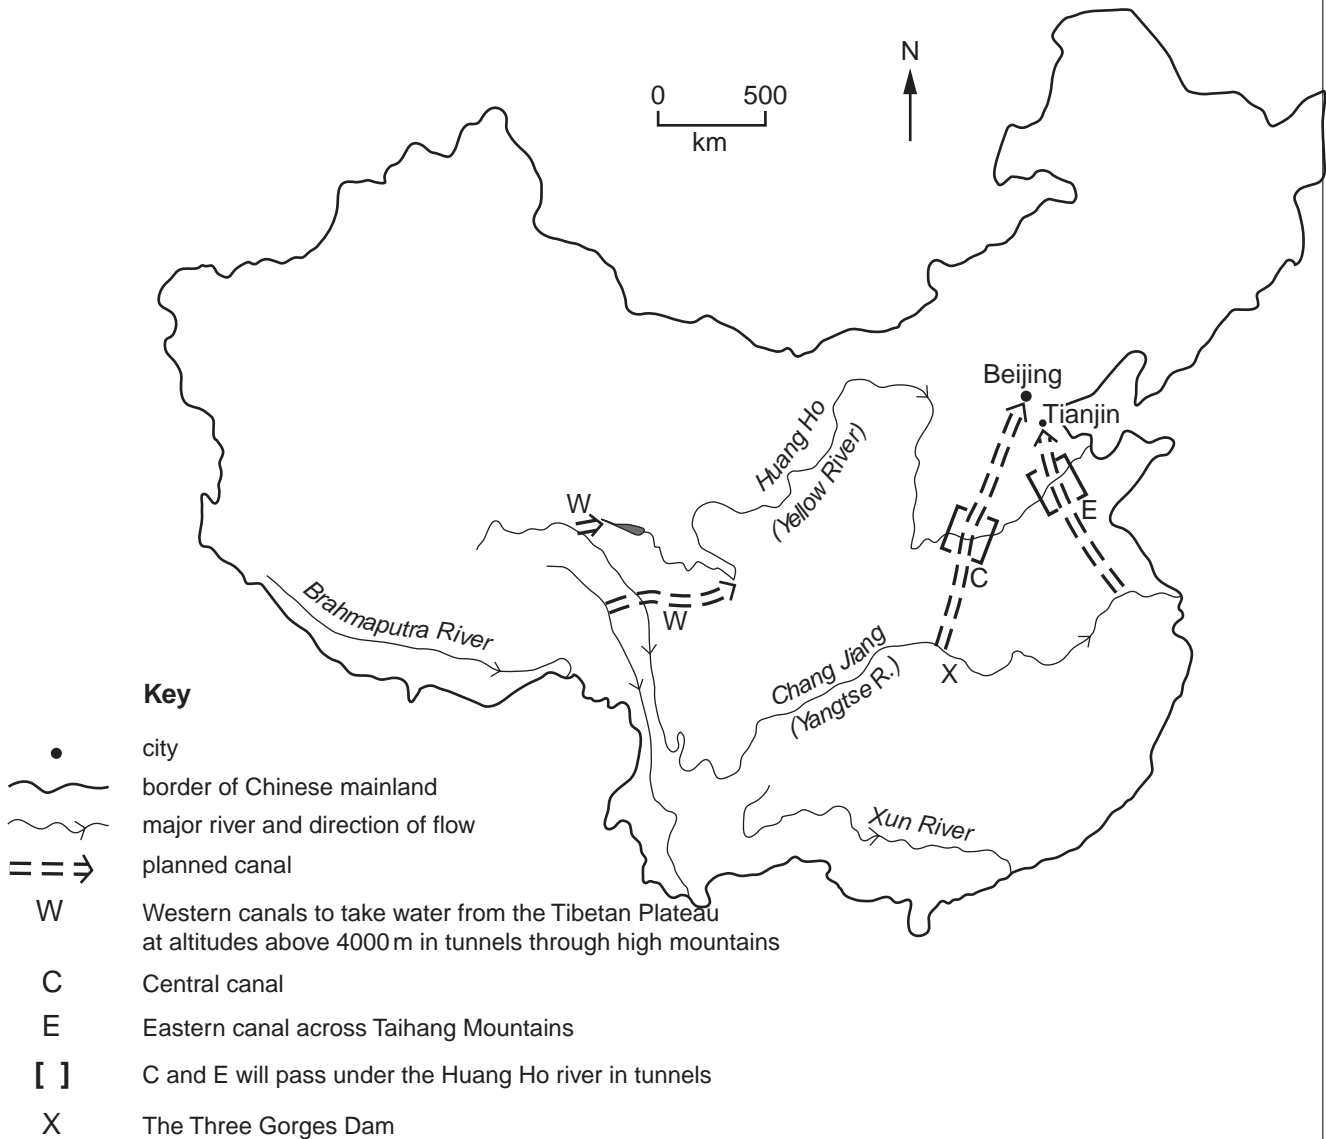 N
0 500
km
Beijing
Tianjin
Huang Ho
(Yellow River)
W
E
C
W
Brahmaputra River
Chang Jiang
(Yangtse R.)
X
Xun River
Key
city
border of Chinese mainland
major river and direction of flow
planned canal
W Western canals to take water from the Tibetan Plateau
at altitudes above 4000 m in tunnels through high mountains
C Central canal
E Eastern canal across Taihang Mountains
[ ] C and E will pass under the Huang Ho river in tunnels
X The Three Gorges Dam